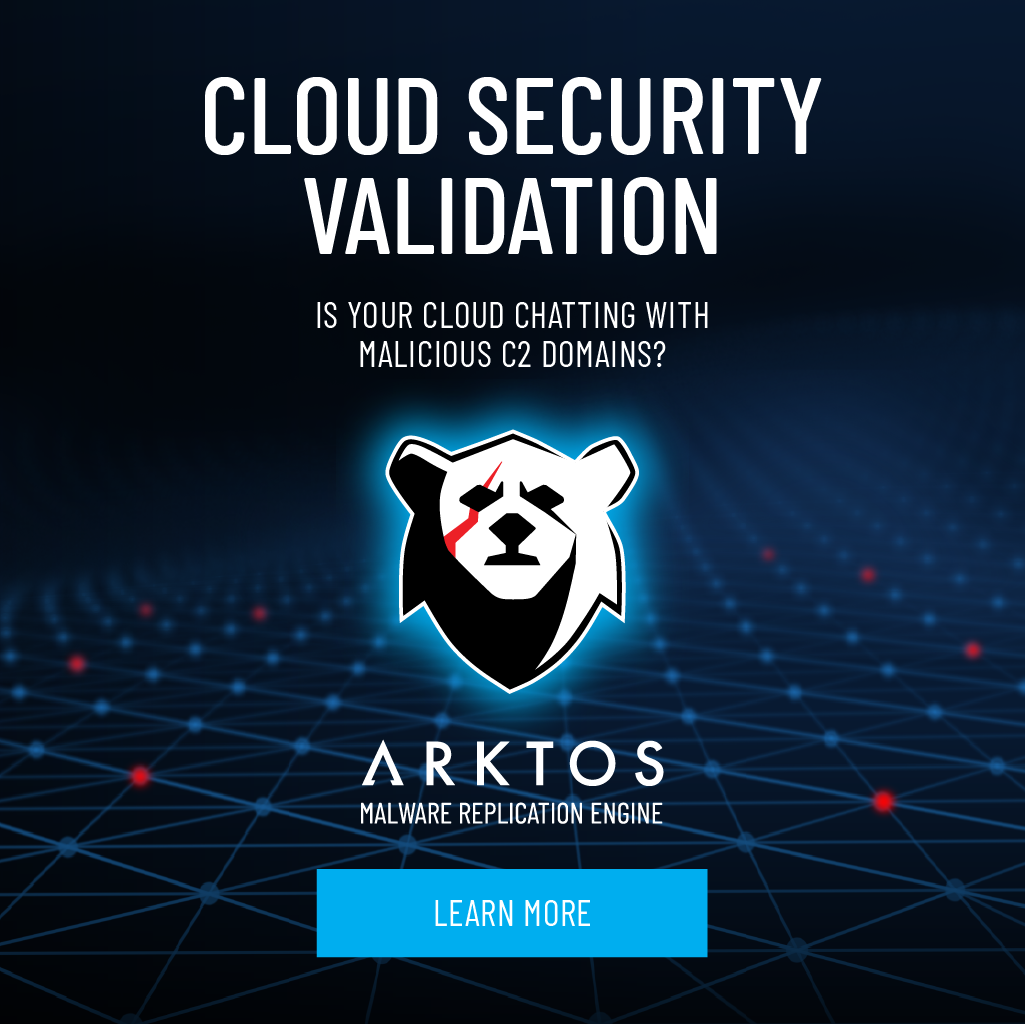 CLOUD SECURITY
VALIDATION
IS YOUR CLOUD CHATTING WITH
MALICIOUS C2 DOMAINS?
ARKTOS
MALWARE REPLICATION ENGINE
LEARN MORE